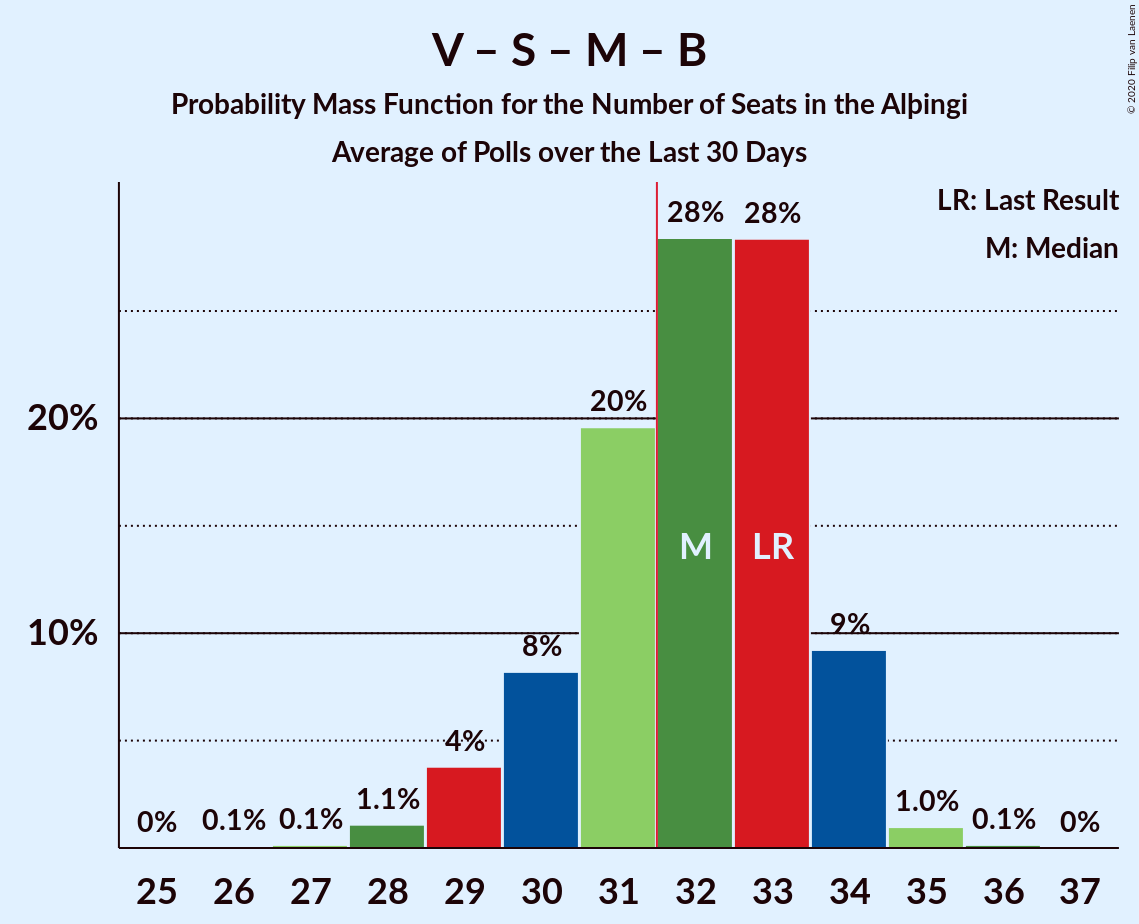 V – S – M – B
Probability Mass Function for the Number of Seats in the Alþingi
Average of Polls over the Last 30 Days
© 2020 Filip van Laenen
LR: Last Result
M: Median
28% 28%
20%
20%
M LR
10%
9%
8%
4%
1.1% 1.0%
0% 0.1% 0.1% 0.1% 0%
25 26 27 28 29 30 31 32 33 34 35 36 37